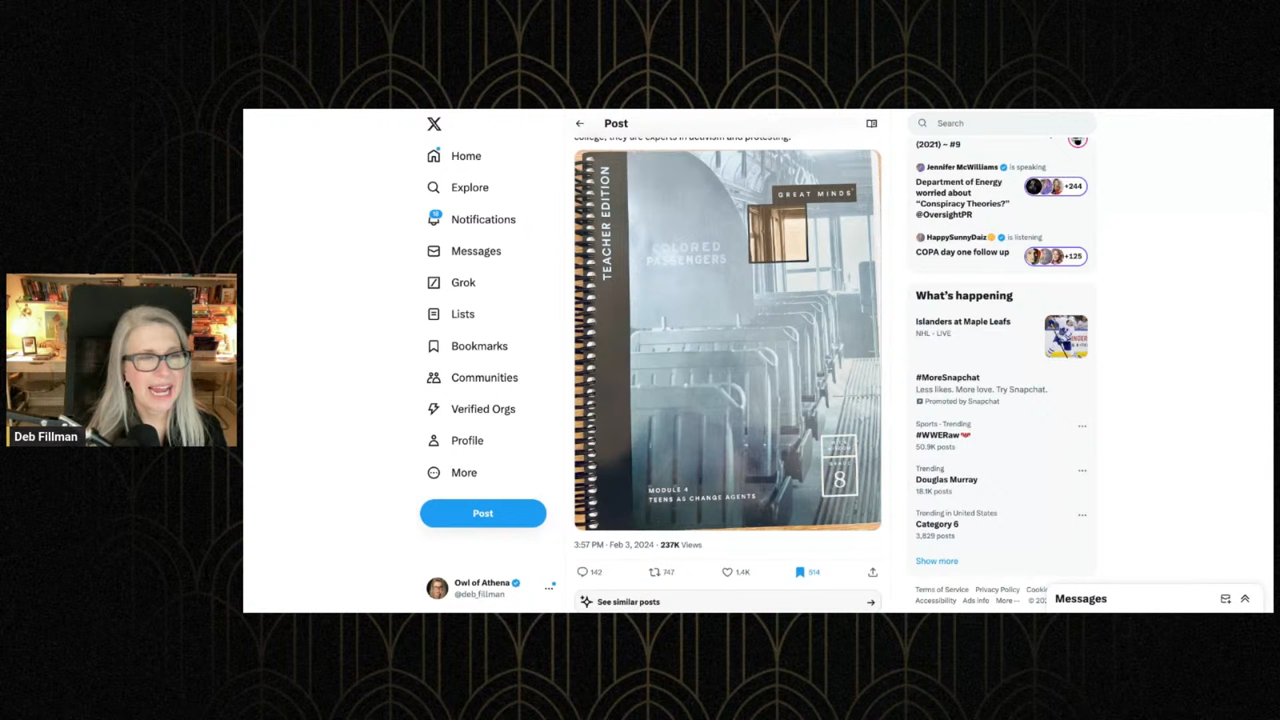 Deb Fillman
Home
Explore
Notifications
Messages
Grok
Lists
Bookmarks
Communities
Verified Orgs
Profile
More
Post
Owl of Athena
@deb_fillman
Post
college, they are experts in activism and protesting.
TEACHER EDITION
GREAT MINDS
COLORED
PASSENGERS
8
MODULE 4
TEENS AS CHANGE AGENTS
3:57 PM · Feb 3, 2024 · 237K Views
142
747
1.4K
514
See similar posts
Search
(2021) ~ #9
Jennifer McWilliams is speaking
Department of Energy
worried about
"Conspiracy Theories?"
@OversightPR
+244
HappySunnyDaiz is listening
COPA day one follow up
+125
What's happening
Islanders at Maple Leafs
NHL · LIVE
#MoreSnapchat
Less likes. More love. Try Snapchat.
Promoted by Snapchat
Sports · Trending
#WWERaw
50.9K posts
Trending
Douglas Murray
18.1K posts
Trending in United States
Category 6
3,829 posts
Show more
Terms of Service Privacy Policy
Accessibility Ads info More ···
Messages